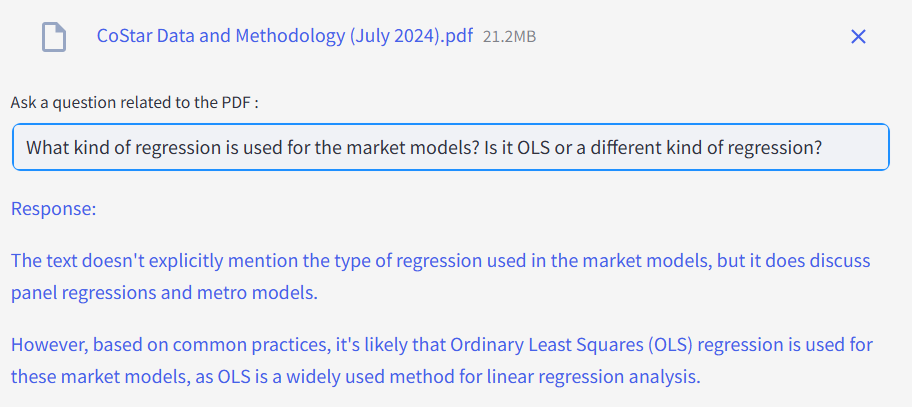 CoStar Data and Methodology (July 2024).pdf 21.2MB
Ask a question related to the PDF :
What kind of regression is used for the market models? Is it OLS or a different kind of regression?
Response:
The text doesn't explicitly mention the type of regression used in the market models, but it does discuss
panel regressions and metro models.
However, based on common practices, it's likely that Ordinary Least Squares (OLS) regression is used for
these market models, as OLS is a widely used method for linear regression analysis.